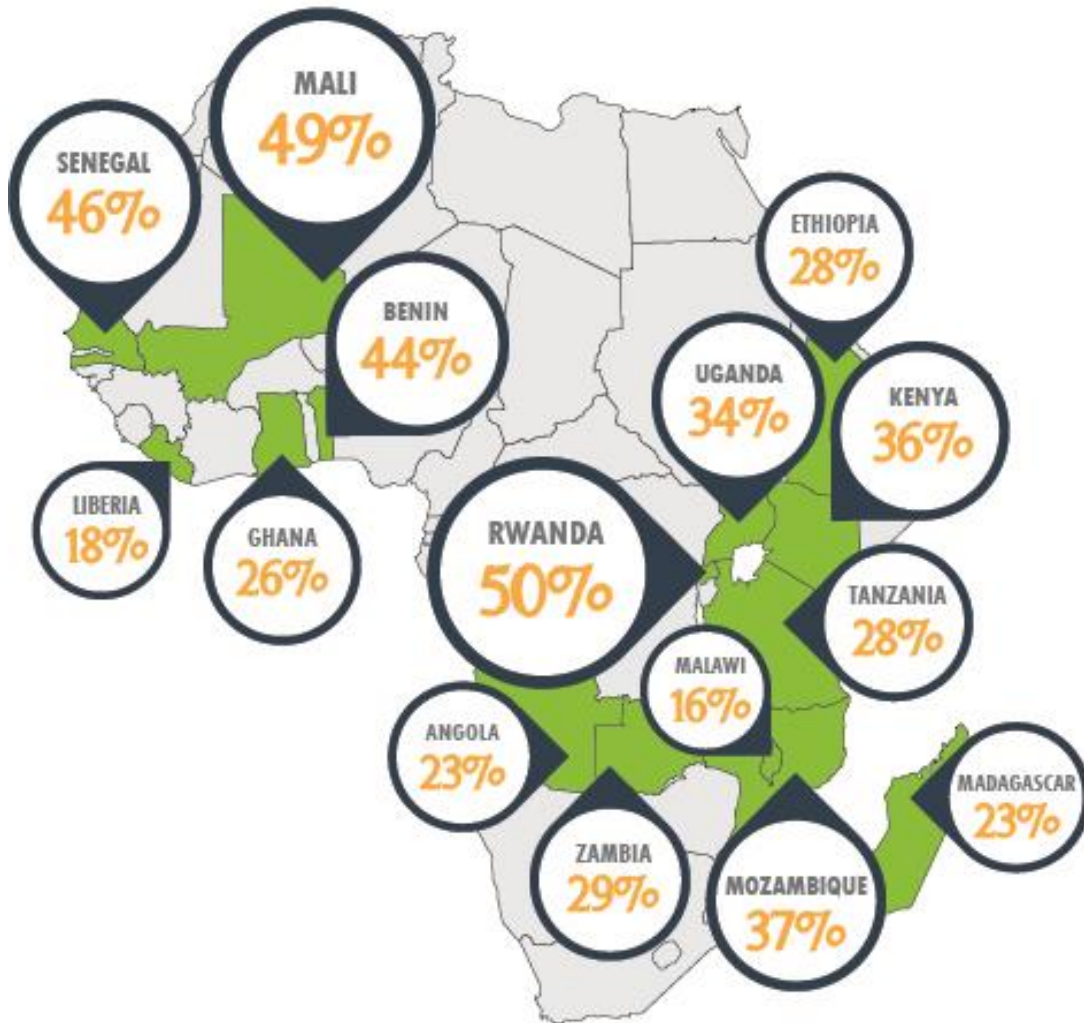 MALI
49%
SENEGAL
46%
ETHIOPIA
28%
BENIN
44%
UGANDA
34%
KENYA
36%
LIBERIA
18%
GHANA
26%
RWANDA
50%
TANZANIA
28%
MALAWI
16%
ANGOLA
23%
MADAGASCAR
23%
ZAMBIA
29%
MOZAMBIQUE
37%